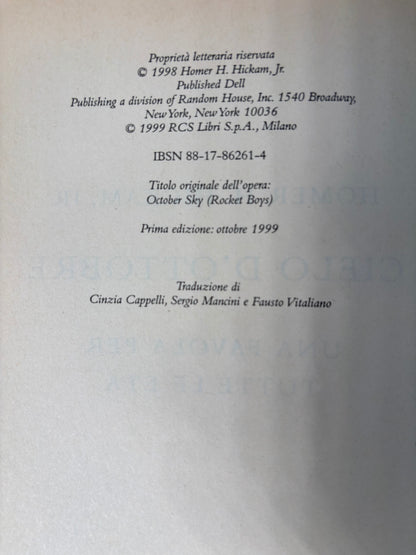 Proprietà letteraria riservata
© 1998 Homer H. Hickam, Jr.
Published Dell
Publishing a division of Random House, Inc. 1540 Broadway,
New York, New York 10036
© 1999 RCS Libri S.p.A., Milano
IBSN 88-17-86261-4
Titolo originale dell'opera:
October Sky (Rocket Boys)
Prima edizione: ottobre 1999
Traduzione di
Cinzia Cappelli, Sergio Mancini e Fausto Vitaliano